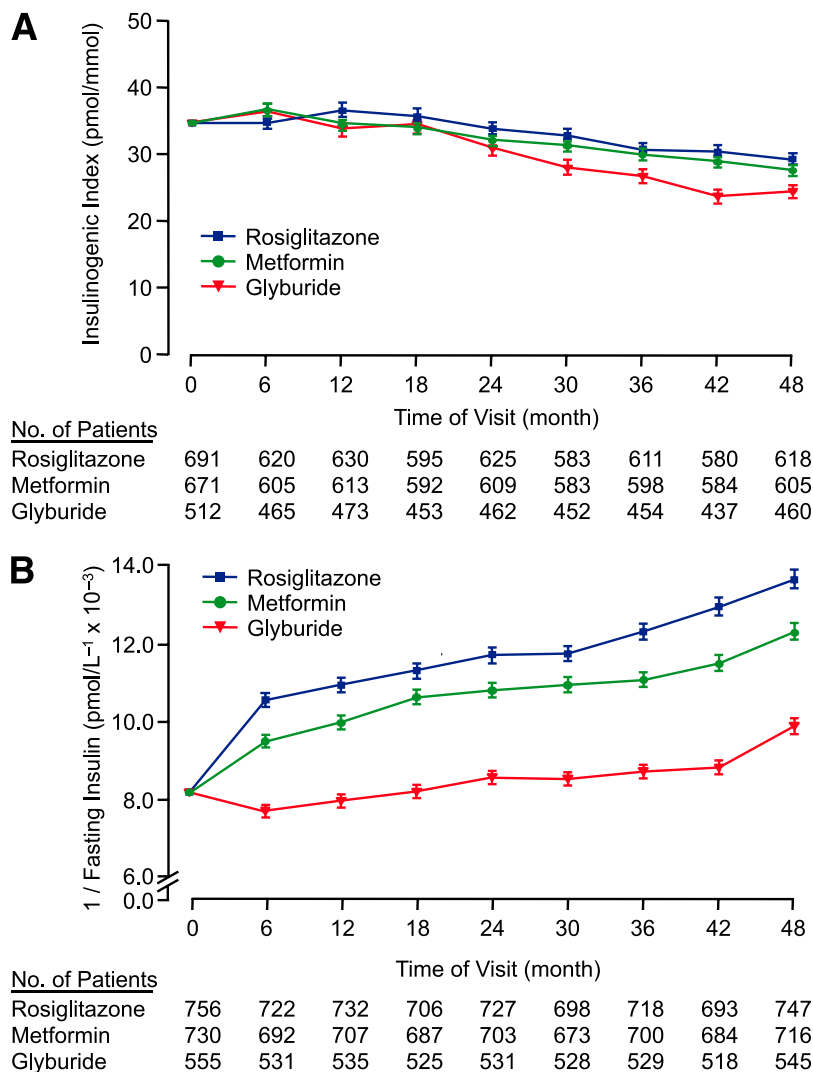 A
Insulinogenic Index (pmol/mmol)
50
40
30
20
10
0
Rosiglitazone
Metformin
Glyburide
0 6 12 18 24 30 36 42 48
Time of Visit (month)
No. of Patients
Rosiglitazone 691 620 630 595 625 583 611 580 618
Metformin 671 605 613 592 609 583 598 584 605
Glyburide 512 465 473 453 462 452 454 437 460
B
1 / Fasting Insulin (pmol/L⁻¹ x 10⁻³)
14.0
12.0
10.0
8.0
6.0
0.0
Rosiglitazone
Metformin
Glyburide
0 6 12 18 24 30 36 42 48
Time of Visit (month)
No. of Patients
Rosiglitazone 756 722 732 706 727 698 718 693 747
Metformin 730 692 707 687 703 673 700 684 716
Glyburide 555 531 535 525 531 528 529 518 545